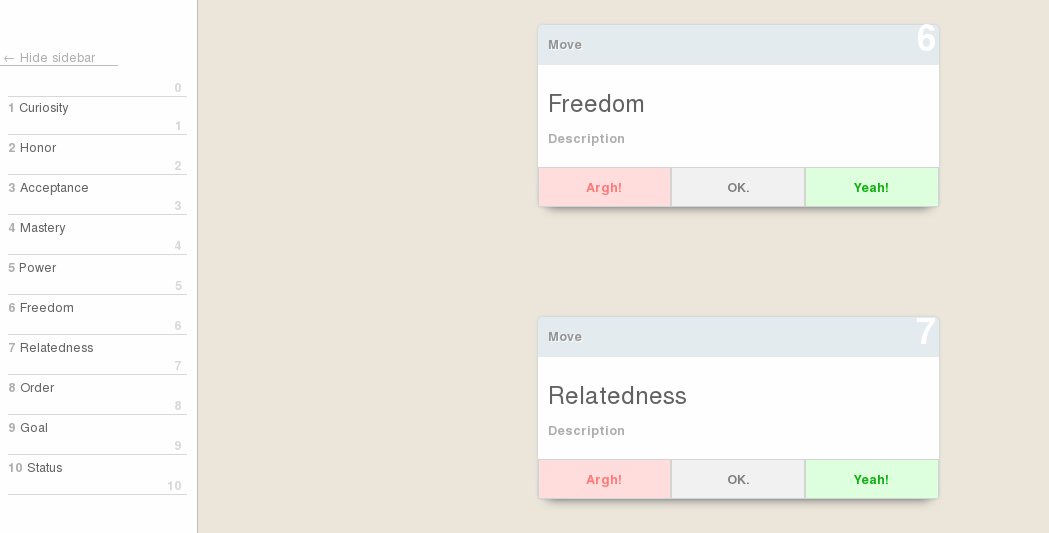 ← Hide sidebar
0
1 Curiosity
1
2 Honor
2
3 Acceptance
3
4 Mastery
4
5 Power
5
6 Freedom
6
7 Relatedness
7
8 Order
8
9 Goal
9
10 Status
10
Move 6
Freedom
Description
Argh! OK. Yeah!
Move 7
Relatedness
Description
Argh! OK. Yeah!